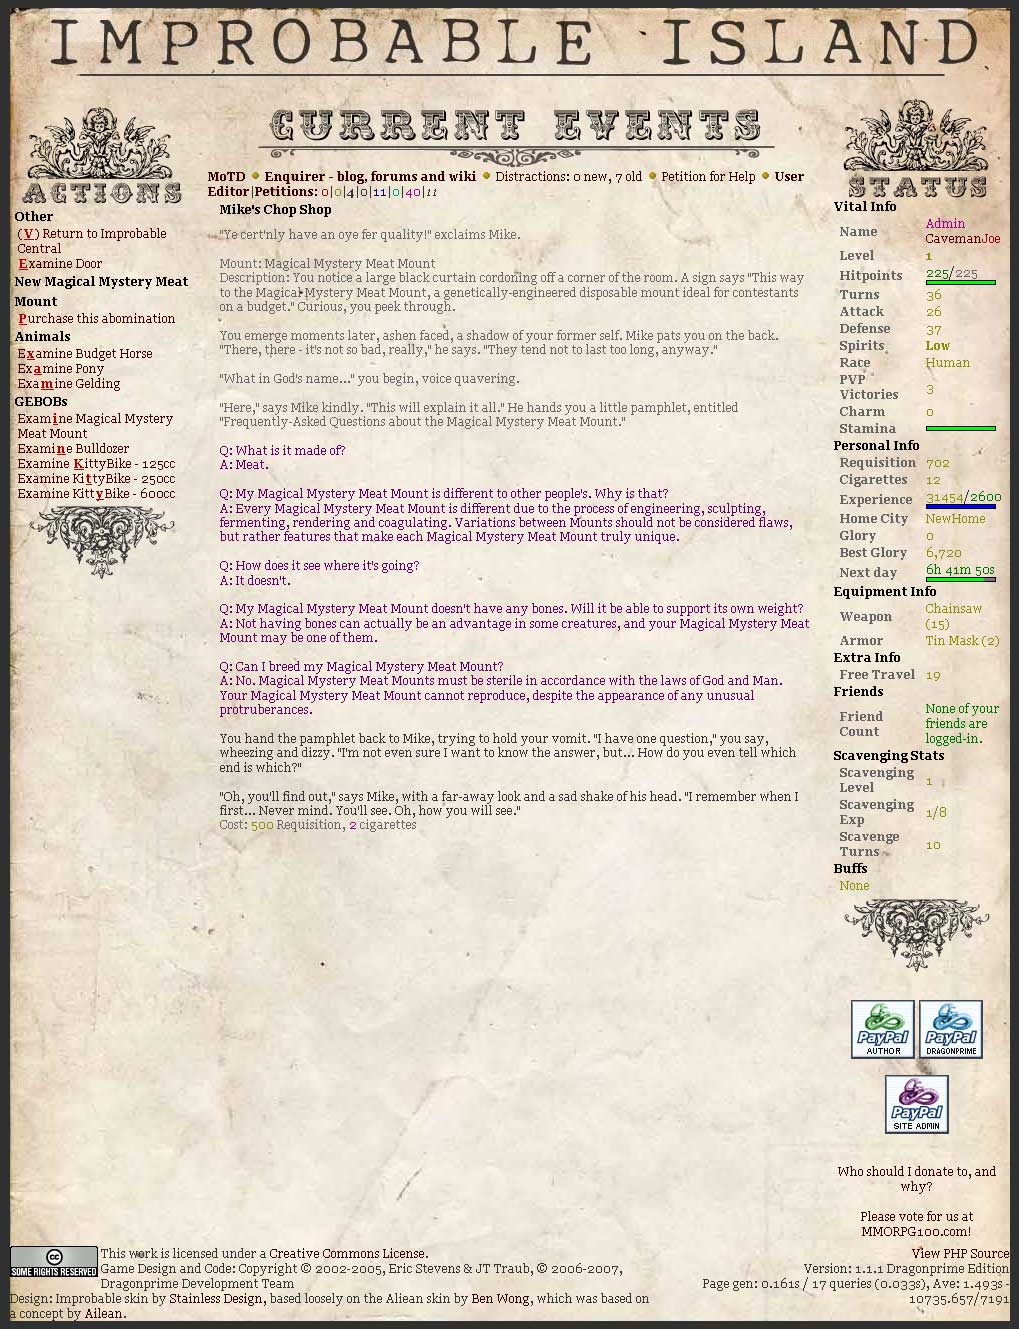 IMPROBABLE ISLAND
CURRENT EVENTS
ACTIONS
Other
(V) Return to Improbable
Central
Examine Door
New Magical Mystery Meat
Mount
Purchase this abomination
Animals
Examine Budget Horse
Examine Pony
Examine Gelding
GEBOBs
Examine Magical Mystery
Meat Mount
Examine Bulldozer
Examine KittyBike - 125cc
Examine KittyBike - 250cc
Examine KittyBike - 600cc
MoTD Enquirer - blog, forums and wiki Distractions: 0 new, 7 old Petition for Help User
Editor|Petitions: 0|0|4|0|11|0|40|11
Mike's Chop Shop
"Ye cert'nly have an oye fer quality!" exclaims Mike.
Mount: Magical Mystery Meat Mount
Description: You notice a large black curtain cordoning off a corner of the room. A sign says "This way
to the Magical Mystery Meat Mount, a genetically-engineered disposable mount ideal for contestants
on a budget." Curious, you peek through.
You emerge moments later, ashen faced, a shadow of your former self. Mike pats you on the back.
"There, there - it's not so bad, really," he says. "They tend not to last too long, anyway."
"What in God's name..." you begin, voice quavering.
"Here," says Mike kindly. "This will explain it all." He hands you a little pamphlet, entitled
"Frequently-Asked Questions about the Magical Mystery Meat Mount."
Q: What is it made of?
A: Meat.
Q: My Magical Mystery Meat Mount is different to other people's. Why is that?
A: Every Magical Mystery Meat Mount is different due to the process of engineering, sculpting,
fermenting, rendering and coagulating. Variations between Mounts should not be considered flaws,
but rather features that make each Magical Mystery Meat Mount truly unique.
Q: How does it see where it's going?
A: It doesn't.
Q: My Magical Mystery Meat Mount doesn't have any bones. Will it be able to support its own weight?
A: Not having bones can actually be an advantage in some creatures, and your Magical Mystery Meat
Mount may be one of them.
Q: Can I breed my Magical Mystery Meat Mount?
A: No. Magical Mystery Meat Mounts must be sterile in accordance with the laws of God and Man.
Your Magical Mystery Meat Mount cannot reproduce, despite the appearance of any unusual
protruberances.
You hand the pamphlet back to Mike, trying to hold your vomit. "I have one question," you say,
wheezing and dizzy. "I'm not even sure I want to know the answer, but... How do you even tell which
end is which?"
"Oh, you'll find out," says Mike, with a far-away look and a sad shake of his head. "I remember when I
first... Never mind. You'll see. Oh, how you will see."
Cost: 500 Requisition, 2 cigarettes
STATUS
Vital Info
Name Admin
CavemanJoe
Level 1
Hitpoints 225/225
Turns 36
Attack 26
Defense 37
Spirits Low
Race Human
PVP
Victories 3
Charm 0
Stamina
Personal Info
Requisition 702
Cigarettes 12
Experience 31454/2600
Home City NewHome
Glory 0
Best Glory 6,720
Next day 6h 41m 50s
Equipment Info
Weapon Chainsaw
(15)
Armor Tin Mask (2)
Extra Info
Free Travel 19
Friends
Friend
Count None of your
friends are
logged-in.
Scavenging Stats
Scavenging
Level 1
Scavenging
Exp 1/8
Scavenge
Turns 10
Buffs
None
PayPal
AUTHOR
PayPal
DRAGONPRIME
PayPal
SITE ADMIN
Who should I donate to, and
why?
Please vote for us at
MMORPG100.com!
cc
SOME RIGHTS RESERVED
This work is licensed under a Creative Commons License.
Game Design and Code: Copyright © 2002-2005, Eric Stevens & JT Traub, © 2006-2007,
Dragonprime Development Team
Design: Improbable skin by Stainless Design, based loosely on the Aliean skin by Ben Wong, which was based on
a concept by Ailean.
View PHP Source
Version: 1.1.1 Dragonprime Edition
Page gen: 0.161s / 17 queries (0.033s), Ave: 1.493s -
10735.657/7191